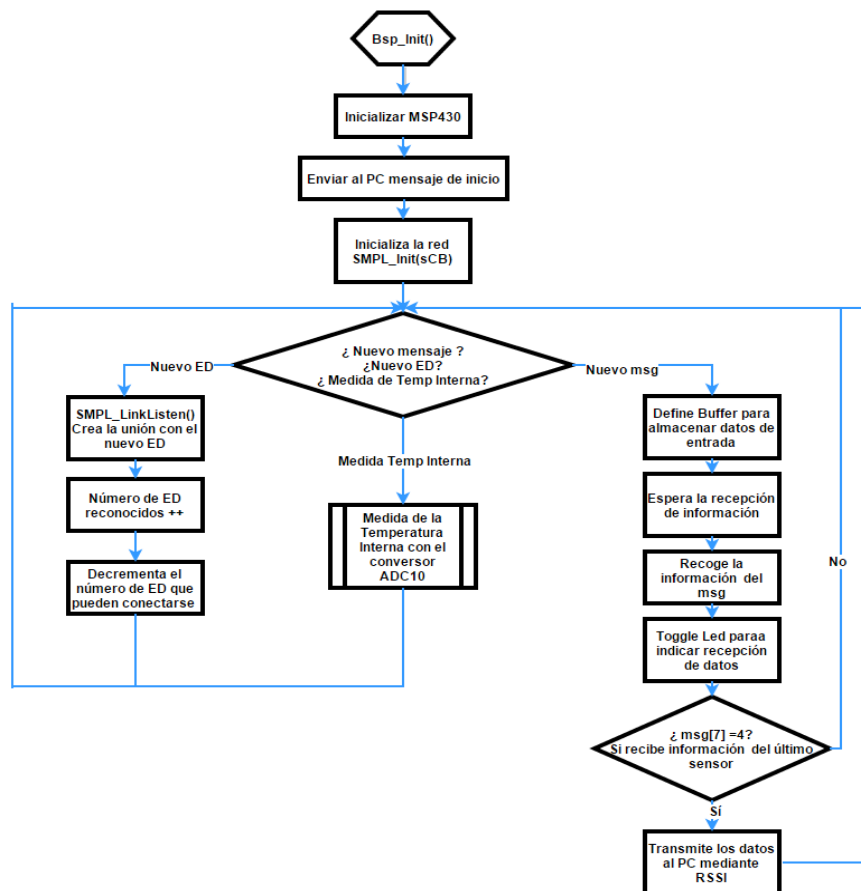 Bsp_Init()
Inicializar MSP430
Enviar al PC mensaje de inicio
Inicializa la red
SMPL_Init(sCB)
¿ Nuevo mensaje ?
¿Nuevo ED?
¿ Medida de Temp Interna?
Nuevo ED
SMPL_LinkListen()
Crea la unión con el
nuevo ED
Número de ED
reconocidos ++
Decrementa el
número de ED que
pueden conectarse
Medida Temp Interna
Medida de la
Temperatura
Interna con el
conversor
ADC10
Nuevo msg
Define Buffer para
almacenar datos de
entrada
Espera la recepción
de información
Recoge la
información del
msg
Toggle Led paraa
indicar recepción
de datos
¿ msg[7] =4?
Si recibe información del último
sensor
No
Sí
Transmite los datos
al PC mediante
RSSI